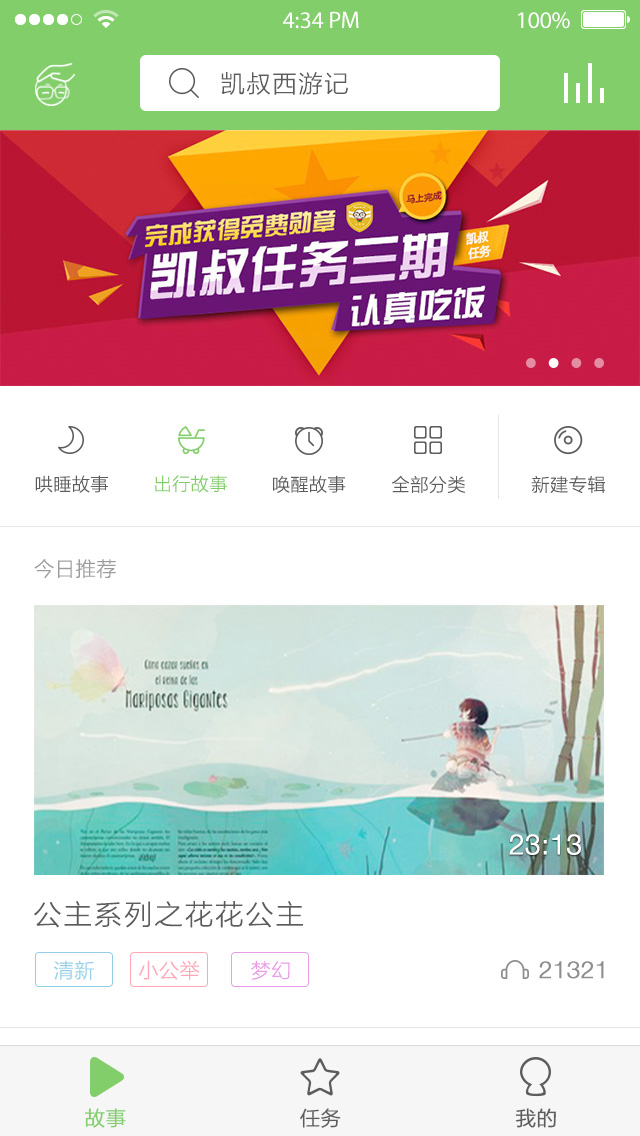 4:34 PM
100%
凯叔西游记
完成获得免费勋章
马上完成
凯叔任务三期
凯叔
任务
认真吃饭
哄睡故事
出行故事
唤醒故事
全部分类
新建专辑
今日推荐
Cómo cazar sueños en
el reino de las
Mariposas Gigantes
23:13
公主系列之花花公主
清新
小公举
梦幻
21321
故事
任务
我的